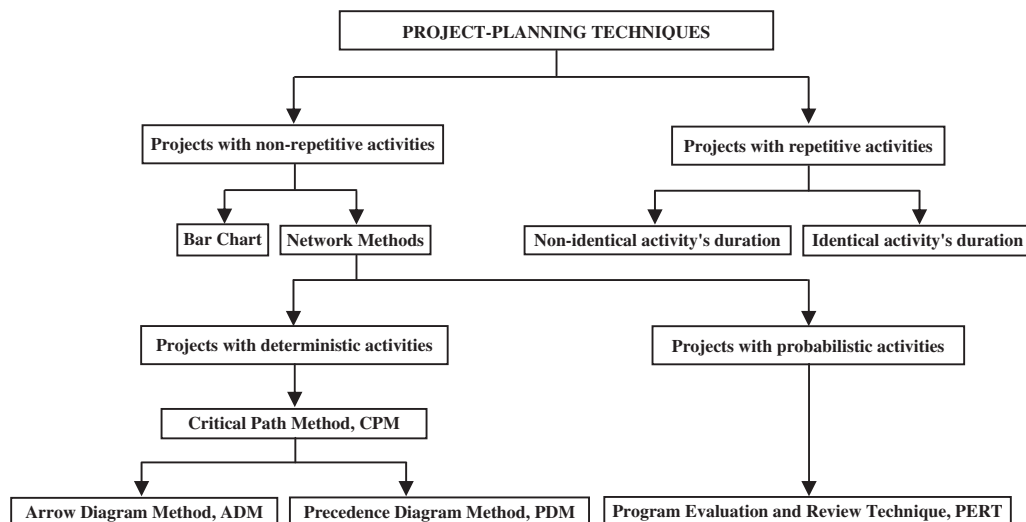 PROJECT-PLANNING TECHNIQUES
Projects with non-repetitive activities
Projects with repetitive activities
Bar Chart
Network Methods
Non-identical activity's duration
Identical activity's duration
Projects with deterministic activities
Projects with probabilistic activities
Critical Path Method, CPM
Arrow Diagram Method, ADM
Precedence Diagram Method, PDM
Program Evaluation and Review Technique, PERT